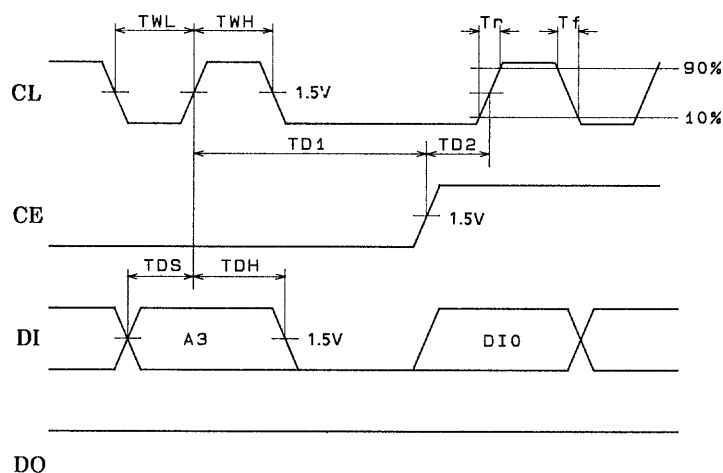 TWL TWH Tr Tf
90%
CL
1.5V
10%
TD1 TD2
CE
1.5V
TDS TDH
DI
A3
1.5V
DI0
DO